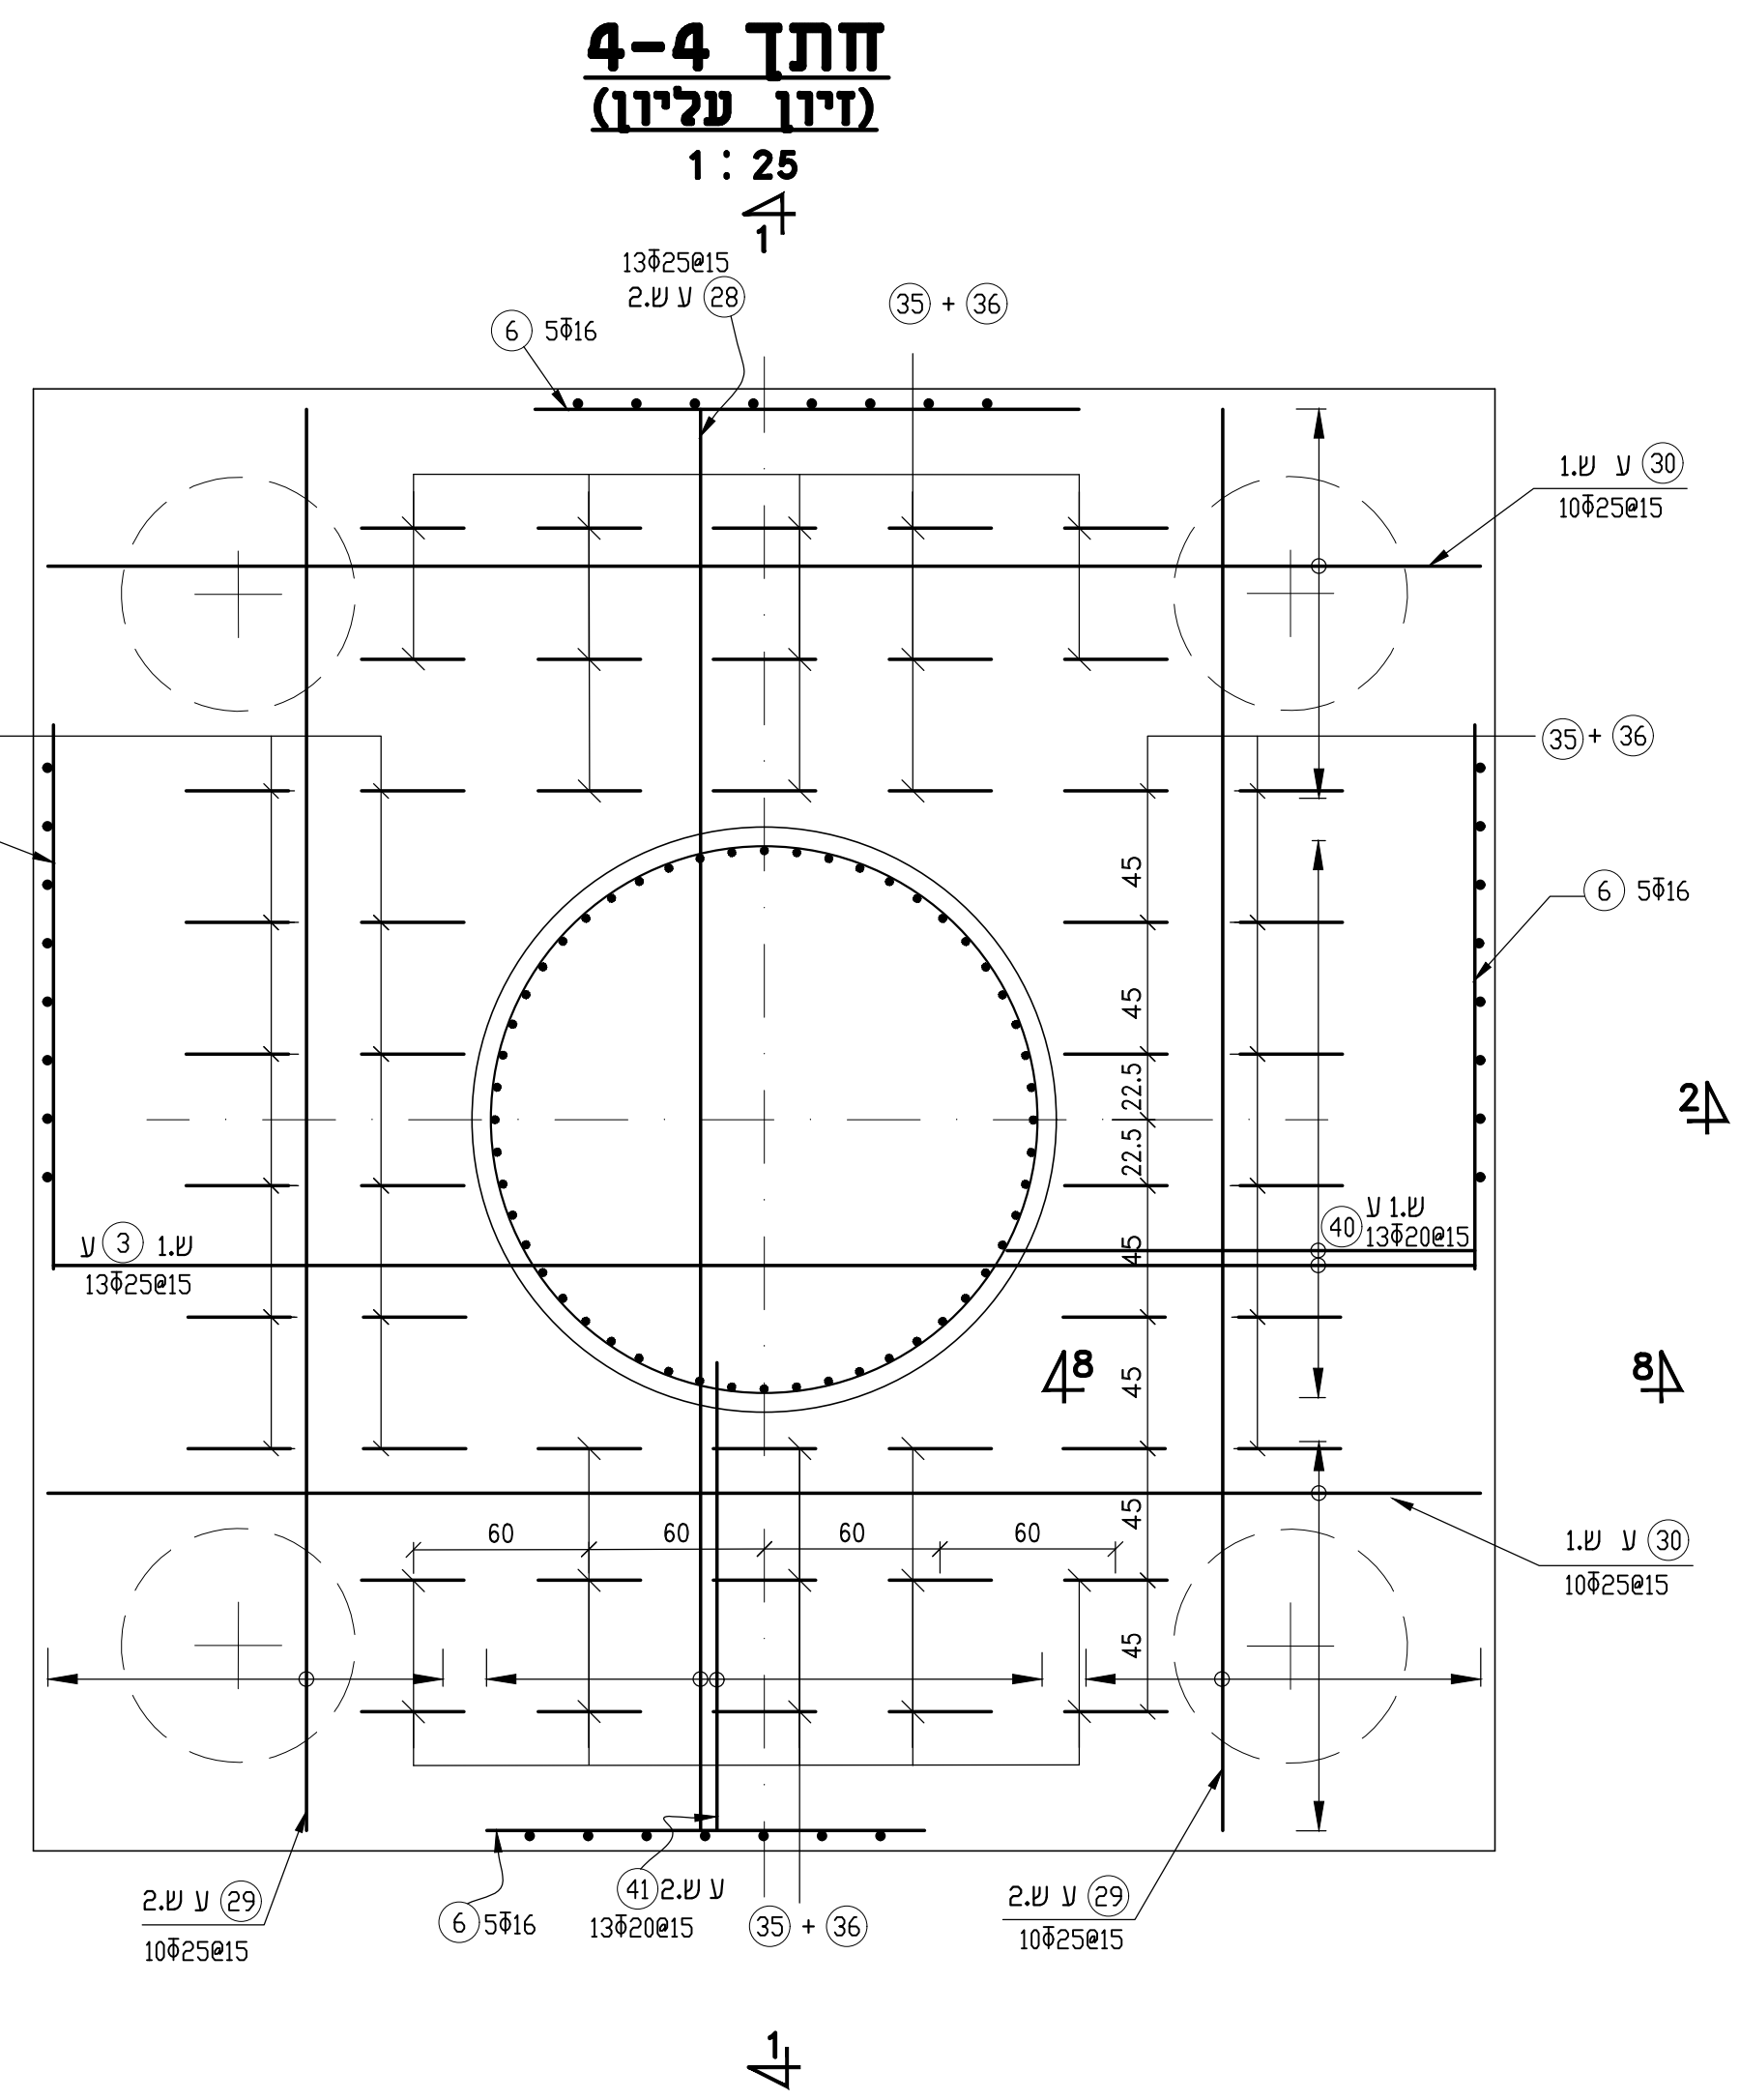 חתך 4-4
(זיון עליון)
1 : 25
1
13Φ25@15
28 ע ש.2
6 5Φ16
35 + 36
30 ע ש.1
10Φ25@15
35 + 36
6 5Φ16
45
45
22.5
22.5
45
45
45
45
2
40 ש.1 ע
13Φ20@15
ש.1 3 ע
13Φ25@15
8
8
60 60 60 60
30 ע ש.1
10Φ25@15
29 ע ש.2
10Φ25@15
6 5Φ16
41 ע ש.2
13Φ20@15
35 + 36
29 ע ש.2
10Φ25@15
1